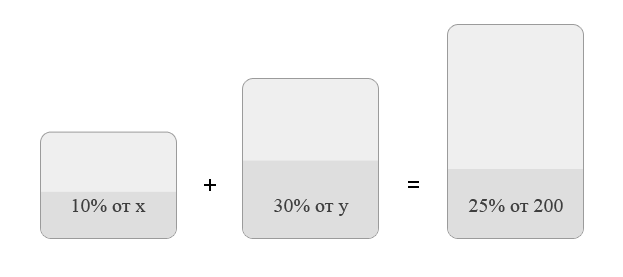 10% от x + 30% от y = 25% от 200